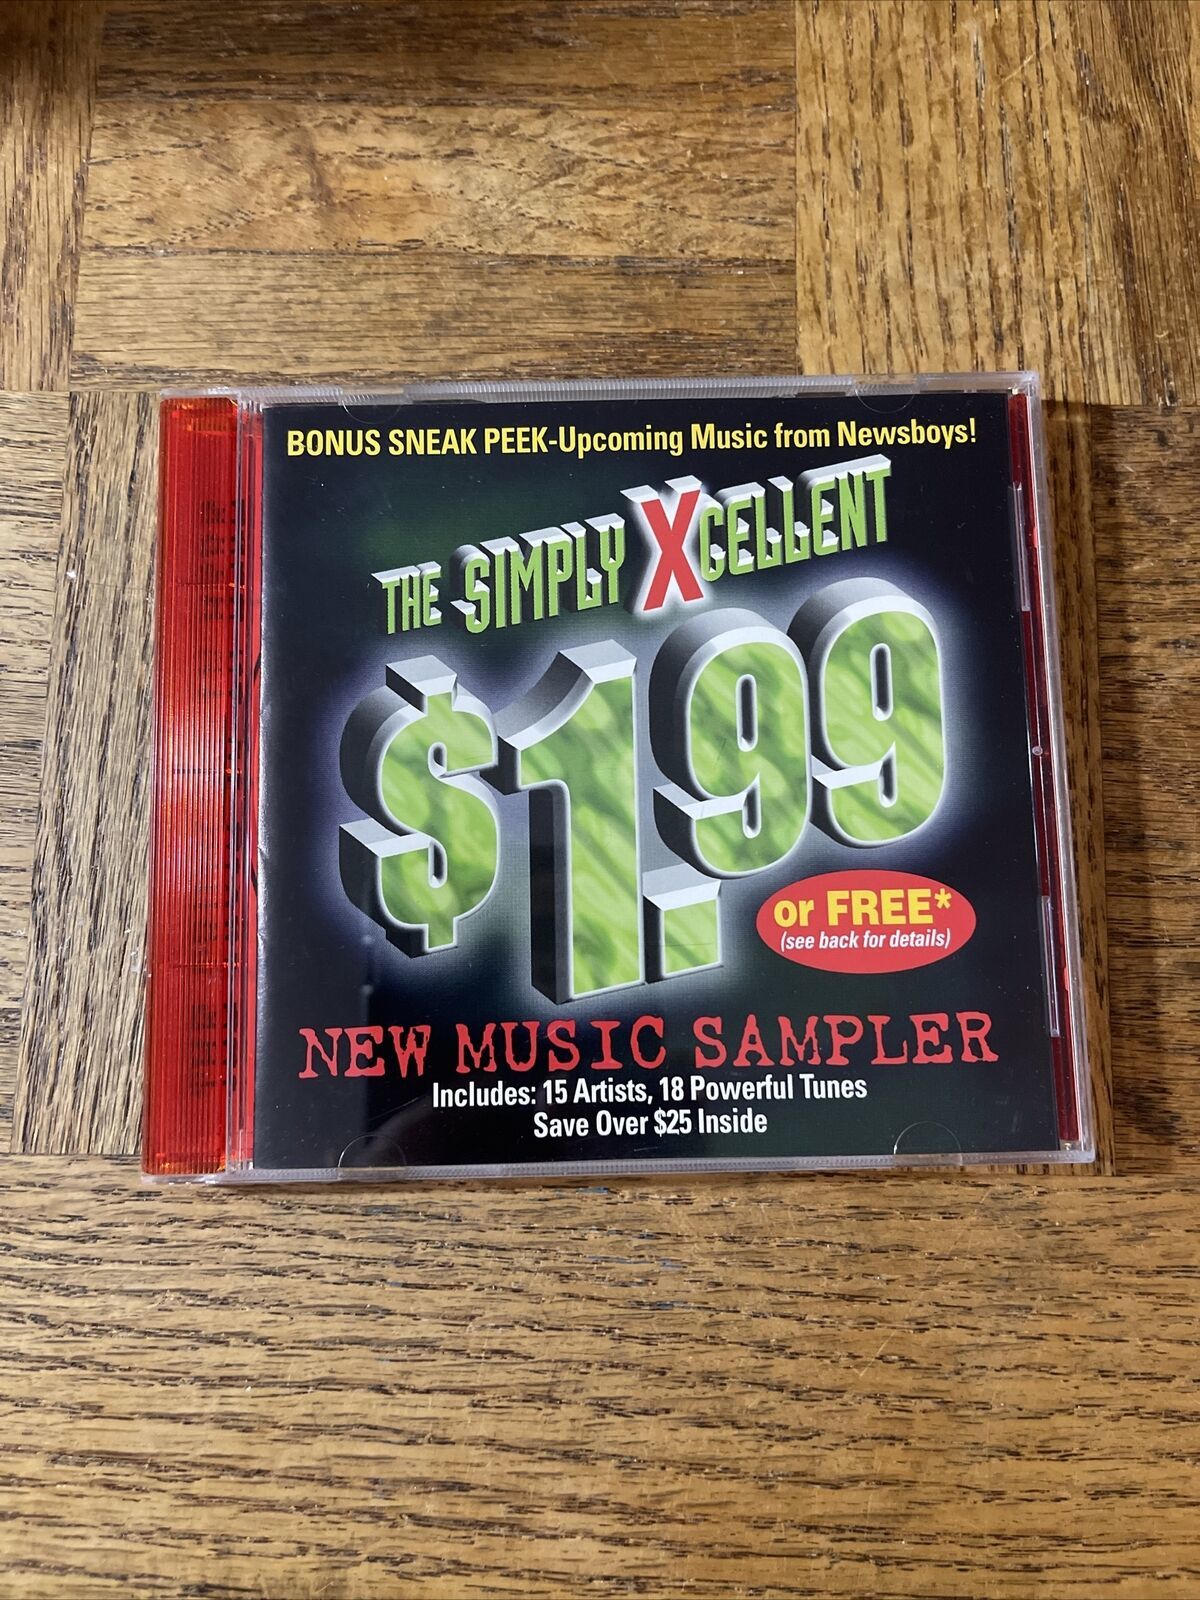 BONUS SNEAK PEEK-Upcoming Music from Newsboys!
THE SIMPLY XCELLENT
$1.99
or FREE*
(see back for details)
NEW MUSIC SAMPLER
Includes: 15 Artists, 18 Powerful Tunes
Save Over $25 Inside